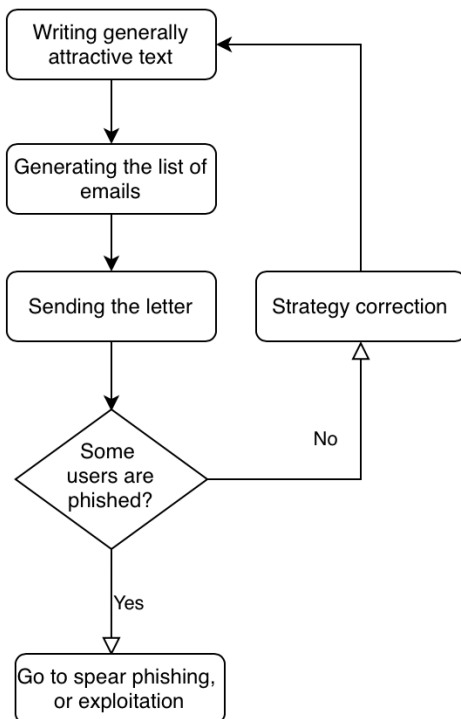 Writing generally
attractive text
Generating the list of
emails
Sending the letter
Strategy correction
Some
users are
phished?
No
Yes
Go to spear phishing,
or exploitation